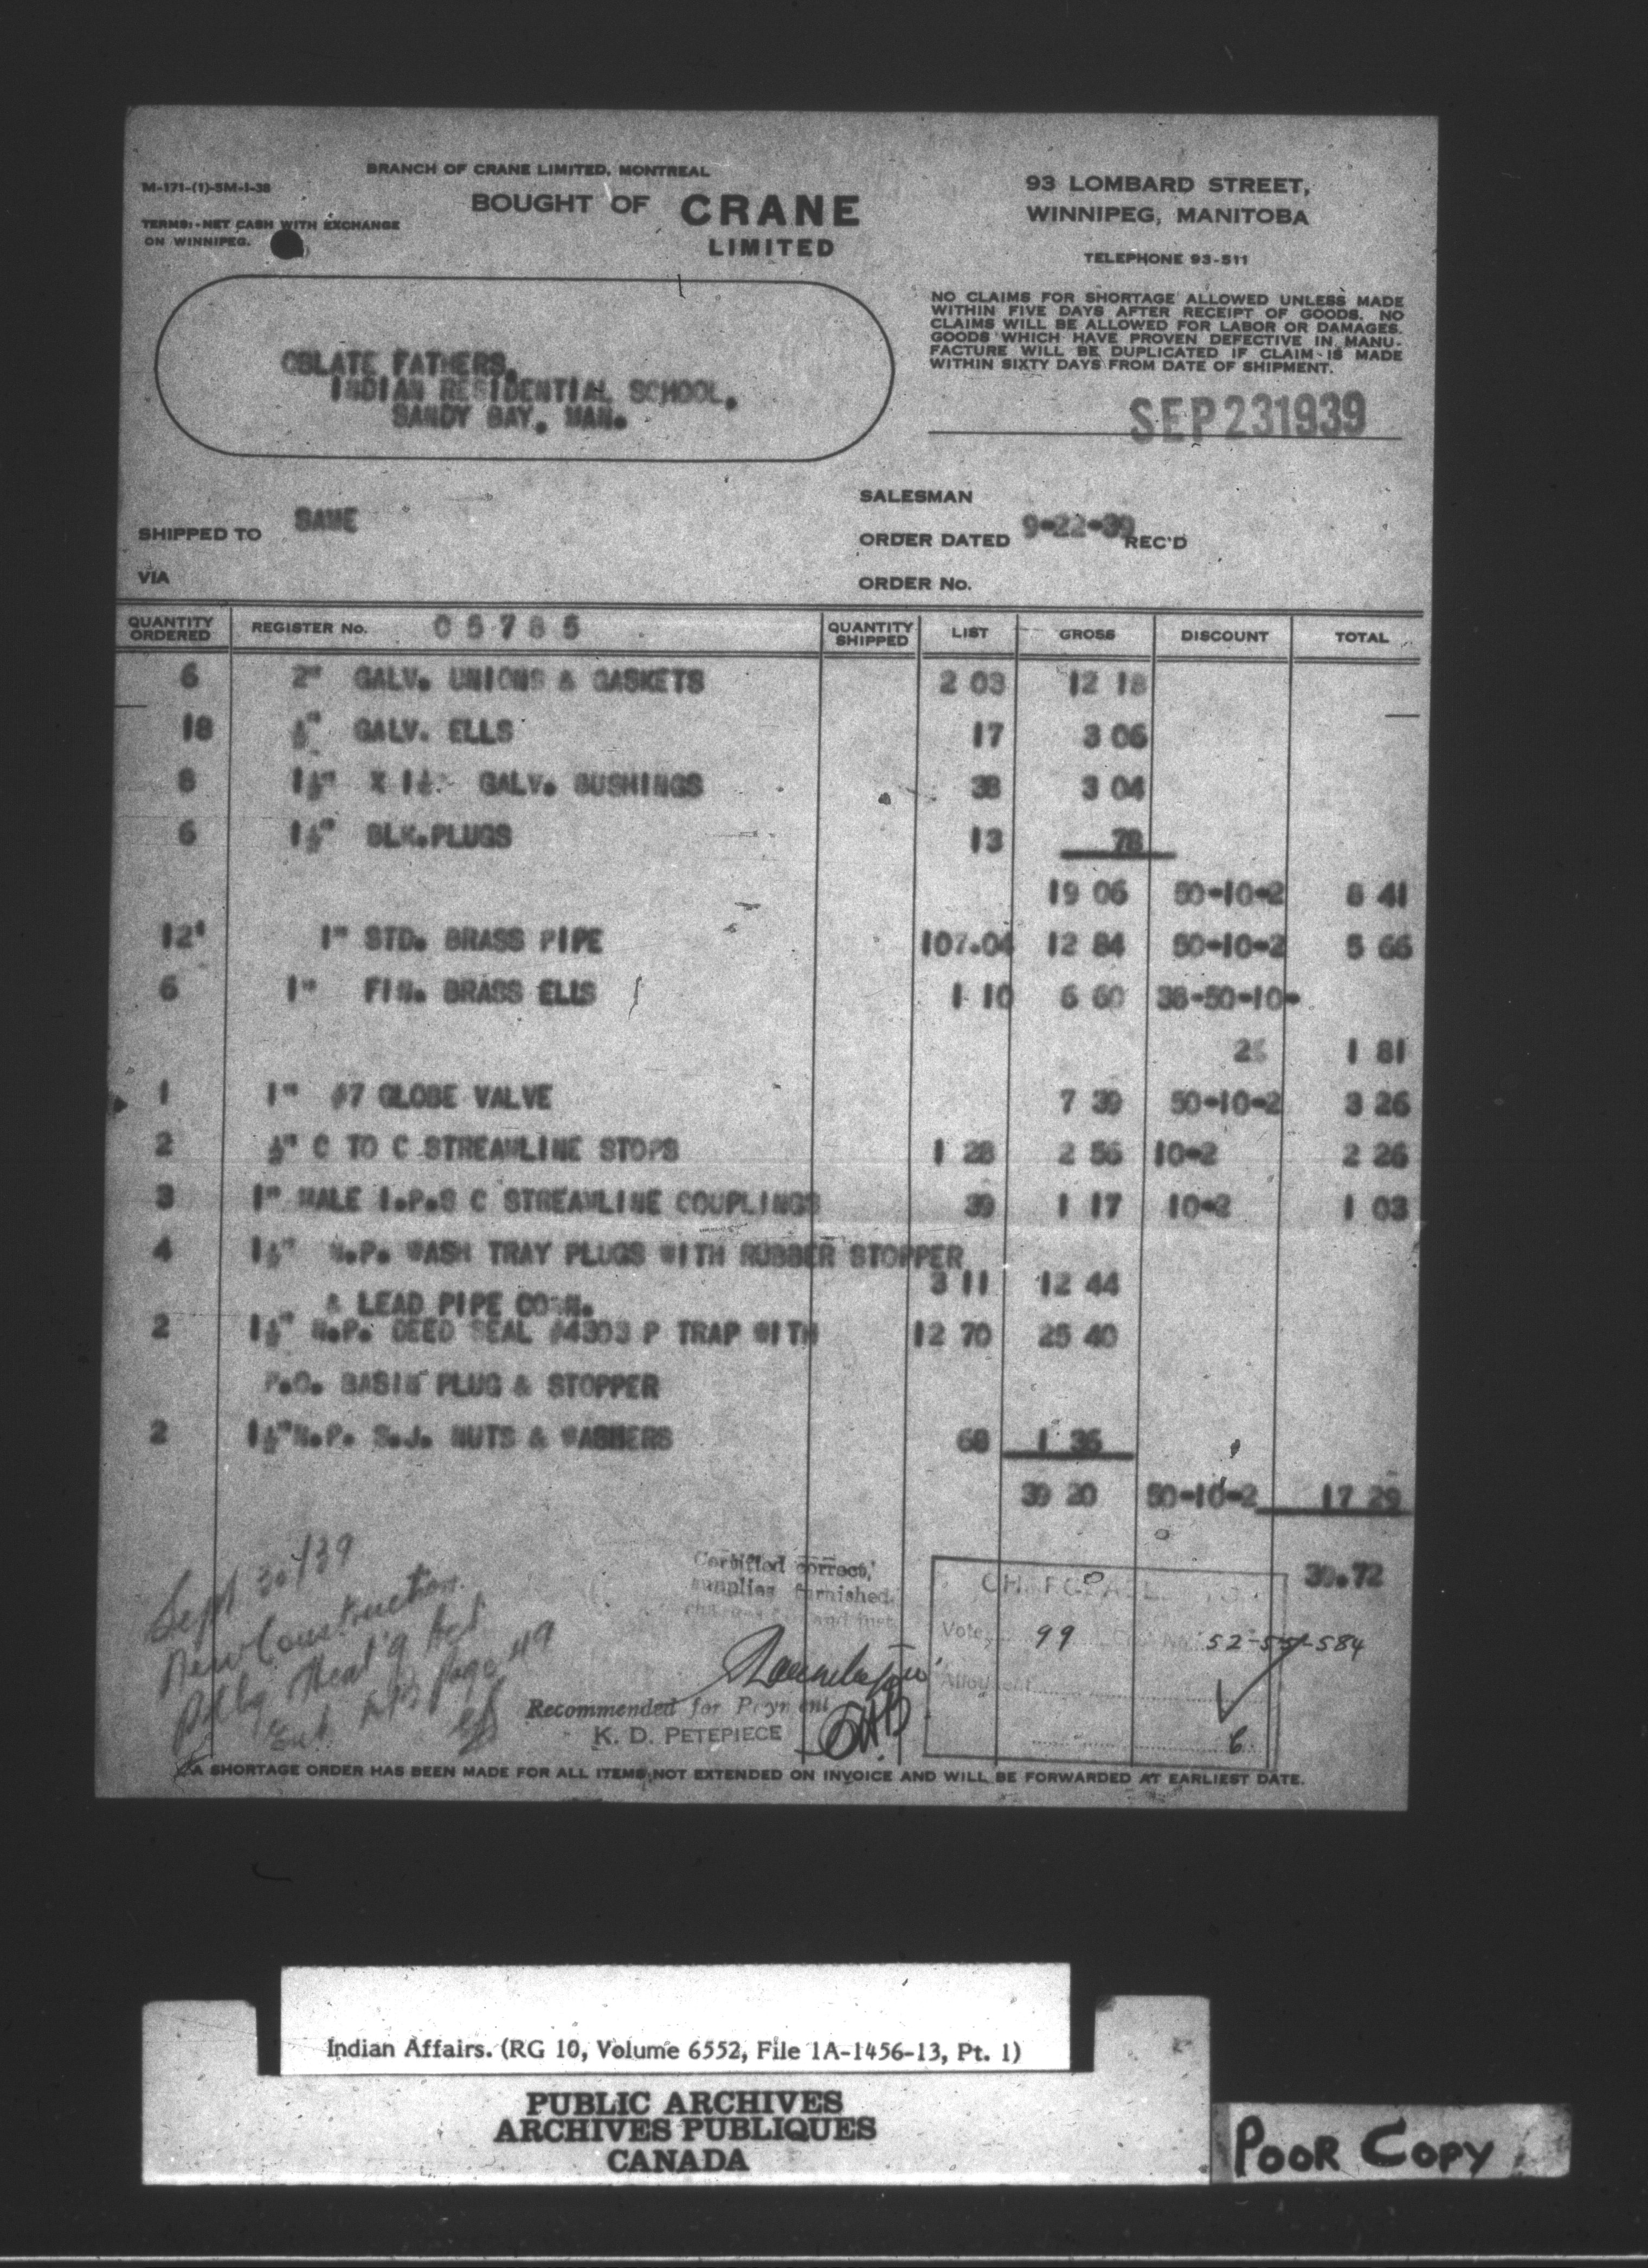 BRANCH OF CRANE LIMITED, MONTREAL
M-171-(1)-5M-1-38
BOUGHT OF CRANE
LIMITED
TERMS:-NET CASH WITH EXCHANGE
ON WINNIPEG.
93 LOMBARD STREET,
WINNIPEG, MANITOBA
TELEPHONE 93-511
NO CLAIMS FOR SHORTAGE ALLOWED UNLESS MADE
WITHIN FIVE DAYS AFTER RECEIPT OF GOODS. NO
CLAIMS WILL BE ALLOWED FOR LABOR OR DAMAGES.
GOODS WHICH HAVE PROVEN DEFECTIVE IN MANU-
FACTURE WILL BE DUPLICATED IF CLAIM IS MADE
WITHIN SIXTY DAYS FROM DATE OF SHIPMENT.
OBLATE FATHERS,
INDIAN RESIDENTIAL SCHOOL,
SANDY BAY, MAN.
SEP 23 1939
SHIPPED TO SAME
VIA
SALESMAN
ORDER DATED 9-22-39 REC'D
ORDER No.
QUANTITY ORDERED REGISTER No. 05785 QUANTITY SHIPPED LIST GROSS DISCOUNT TOTAL
6 2" GALV. UNIONS & GASKETS 2 03 12 18
18 GALV. ELLS 17 3 06
8 GALV. BUSHINGS 38 3 04
6 BLK.PLUGS 13 78
19 06 50-10-2 8 41
12' 1" STD. BRASS PIPE 107.04 12 84 50-10-2 5 66
6 1" FIN. BRASS ELLS 1 10 6 60 38-50-10-
2 1 81
1 1" #7 GLOBE VALVE 7 39 50-10-2 3 26
2 C TO C STREAMLINE STOPS 1 28 2 56 10-2 2 26
3 1" MALE I.P.S C STREAMLINE COUPLINGS 39 1 17 10-2 1 03
4 1½" N.P. WASH TRAY PLUGS WITH RUBBER STOPPER
& LEAD PIPE CONN. 3 11 12 44
2 N.P. DEED SEAL #4303 P TRAP WITH 12 70 25 40
P.O. BASIN PLUG & STOPPER
2 N.P. S.J. NUTS & WASHERS 68 1 36
39 20 50-10-2 17 29
39.72
Sept 30/39
New Construction
Plbg Heat'g Act
Page 49
Certified correct,
supplies furnished,
Recommended for Payment
K. D. PETEPIECE
Vote 99
Allotment
A SHORTAGE ORDER HAS BEEN MADE FOR ALL ITEMS NOT EXTENDED ON INVOICE AND WILL BE FORWARDED AT EARLIEST DATE.
Indian Affairs. (RG 10, Volume 6552, File 1A-1456-13, Pt. 1)
PUBLIC ARCHIVES
ARCHIVES PUBLIQUES
CANADA
POOR COPY